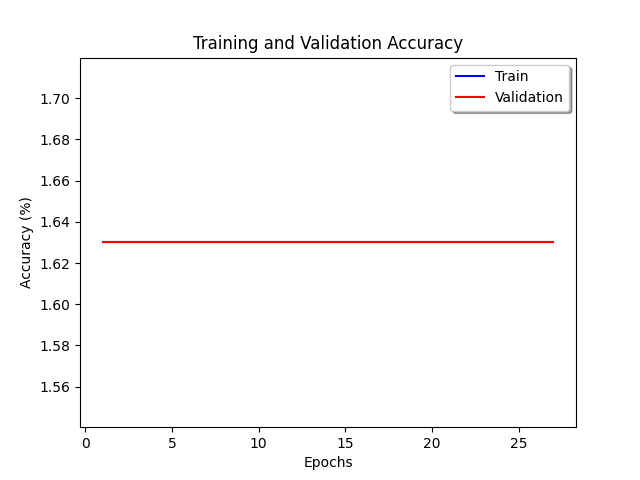 Training and Validation Accuracy
Train
Validation
Accuracy (%)
1.70
1.68
1.66
1.64
1.62
1.60
1.58
1.56
0 5 10 15 20 25
Epochs